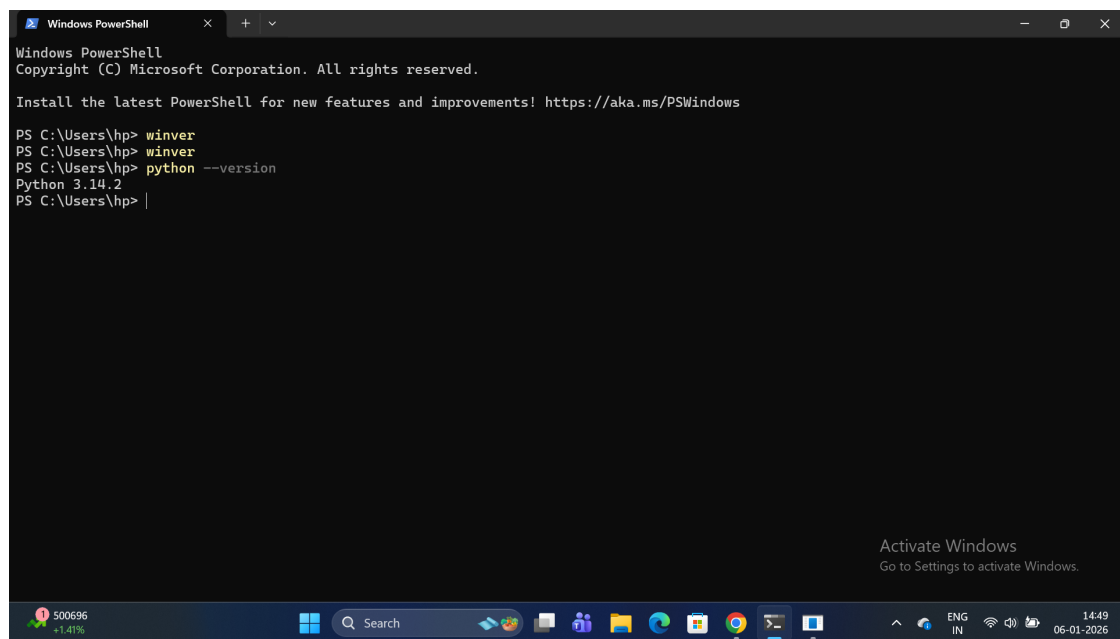 Windows PowerShell
Windows PowerShell
Copyright (C) Microsoft Corporation. All rights reserved.
Install the latest PowerShell for new features and improvements! https://aka.ms/PSWindows
PS C:\Users\hp> winver
PS C:\Users\hp> winver
PS C:\Users\hp> python --version
Python 3.14.2
PS C:\Users\hp>
Activate Windows
Go to Settings to activate Windows.
1
500696
+1.41%
Search
ENG
IN
14:49
06-01-2026